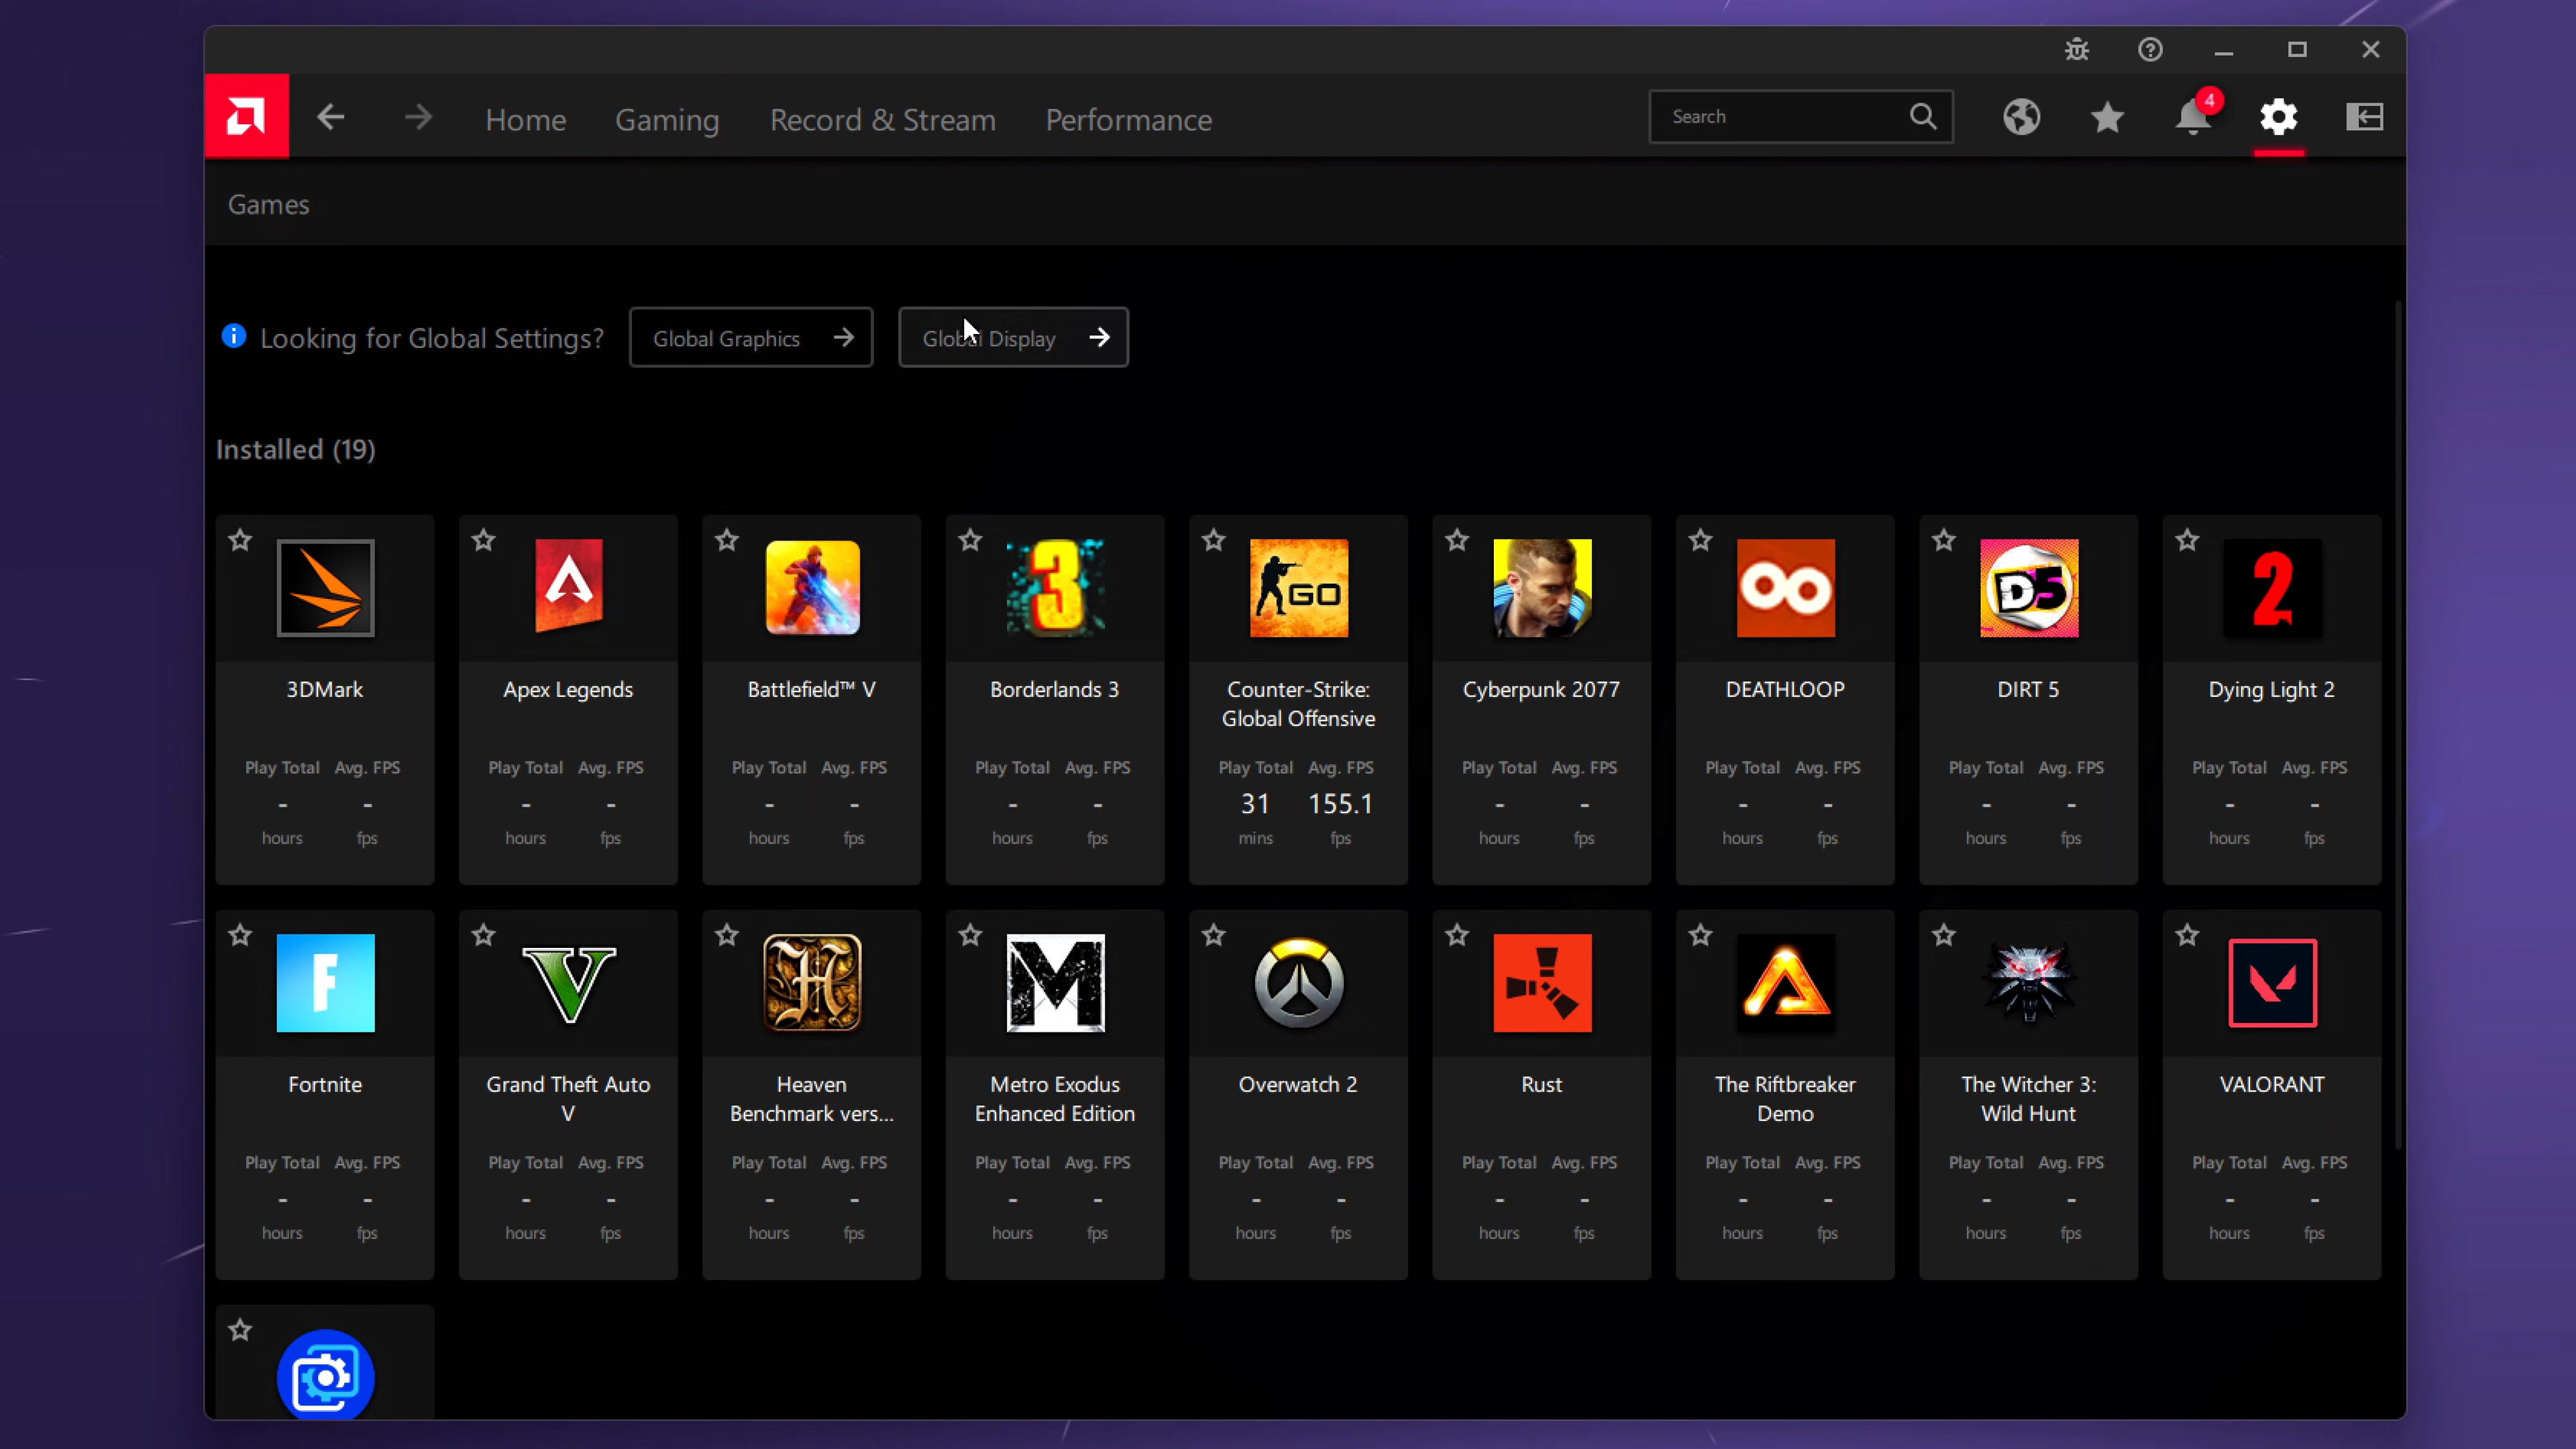 Home Gaming Record & Stream Performance Search 4
Games
Looking for Global Settings? Global Graphics Global Display
Installed (19)
3 GO D5 2
3DMark Apex Legends Battlefield™ V Borderlands 3 Counter-Strike: Global Offensive Cyberpunk 2077 DEATHLOOP DIRT 5 Dying Light 2
Play Total Avg. FPS Play Total Avg. FPS Play Total Avg. FPS Play Total Avg. FPS Play Total Avg. FPS Play Total Avg. FPS Play Total Avg. FPS Play Total Avg. FPS Play Total Avg. FPS
- - - - - - - - 31 155.1 - - - - - - - -
hours fps hours fps hours fps hours fps mins fps hours fps hours fps hours fps hours fps
F V H M
Fortnite Grand Theft Auto V Heaven Benchmark vers... Metro Exodus Enhanced Edition Overwatch 2 Rust The Riftbreaker Demo The Witcher 3: Wild Hunt VALORANT
Play Total Avg. FPS Play Total Avg. FPS Play Total Avg. FPS Play Total Avg. FPS Play Total Avg. FPS Play Total Avg. FPS Play Total Avg. FPS Play Total Avg. FPS Play Total Avg. FPS
- - - - - - - - - - - - - - - - - -
hours fps hours fps hours fps hours fps hours fps hours fps hours fps hours fps hours fps